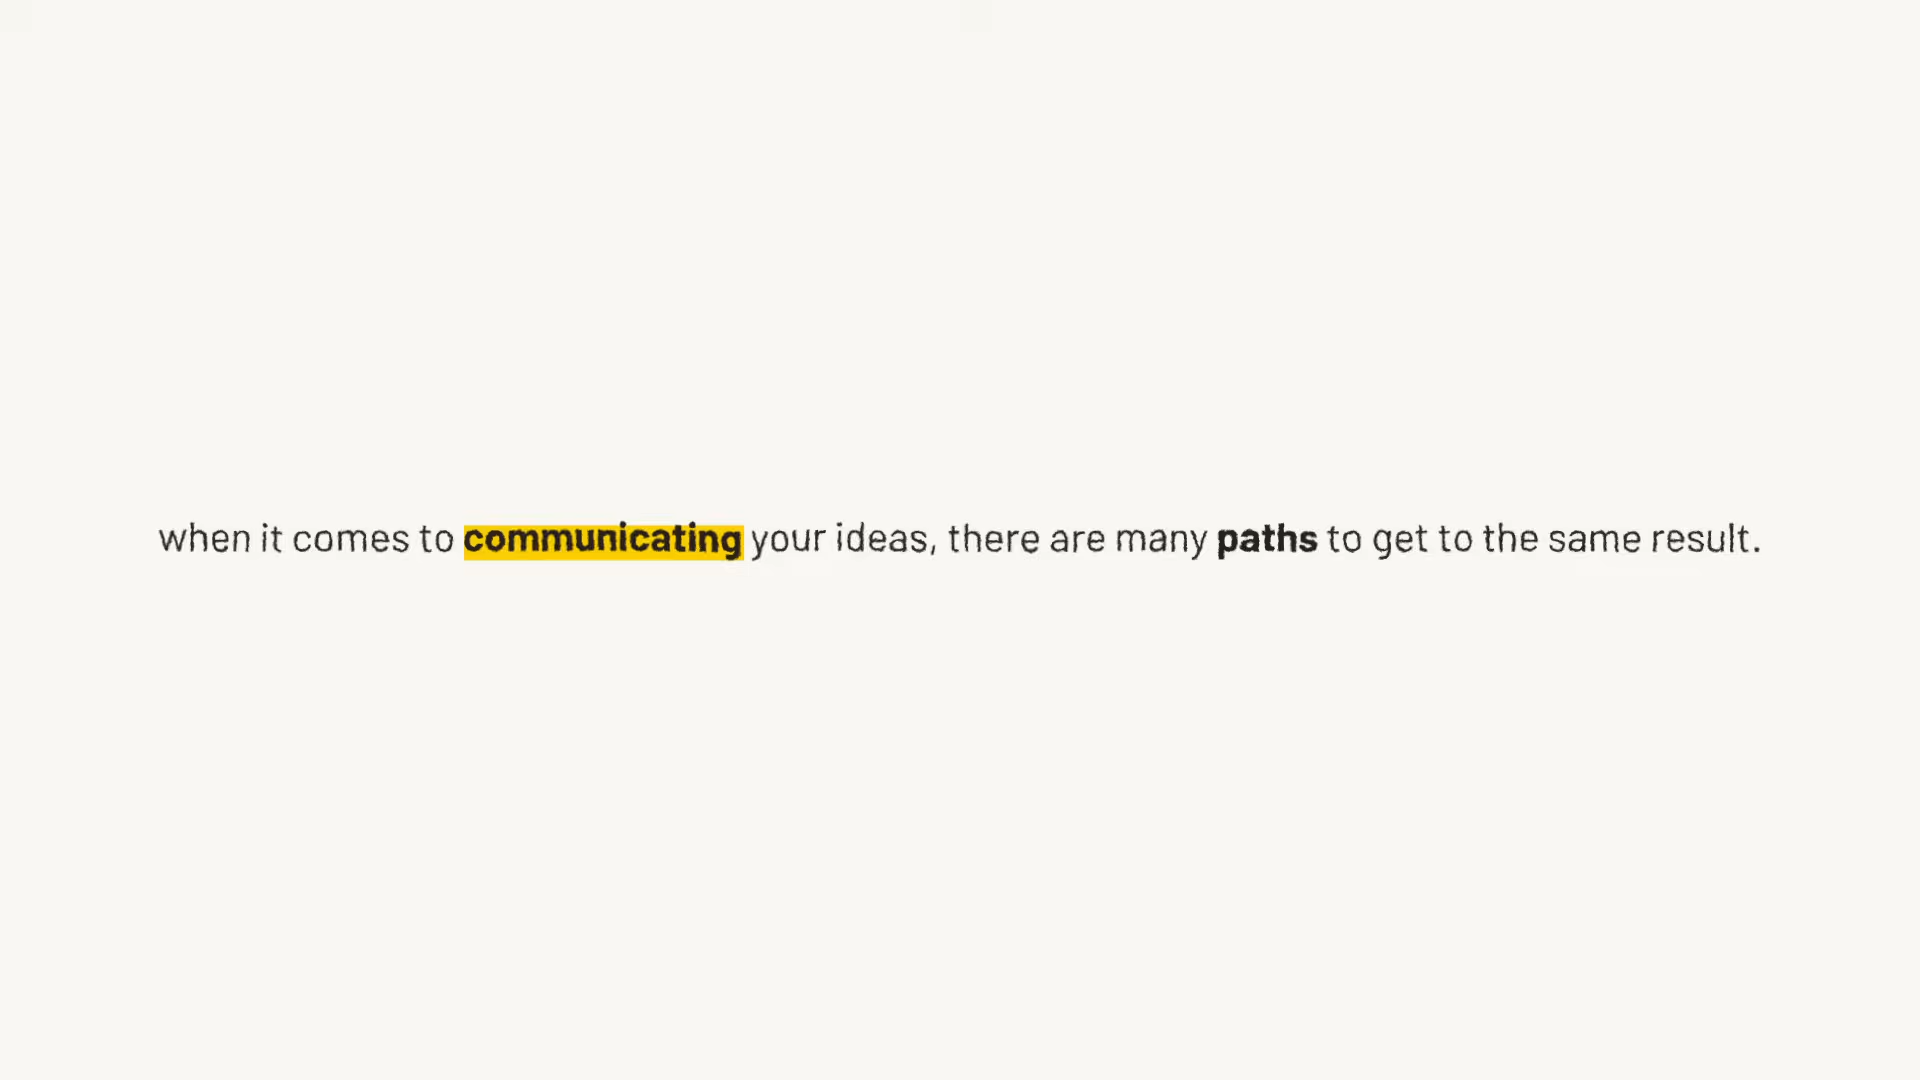 when it comes to communicating your ideas, there are many paths to get to the same result.